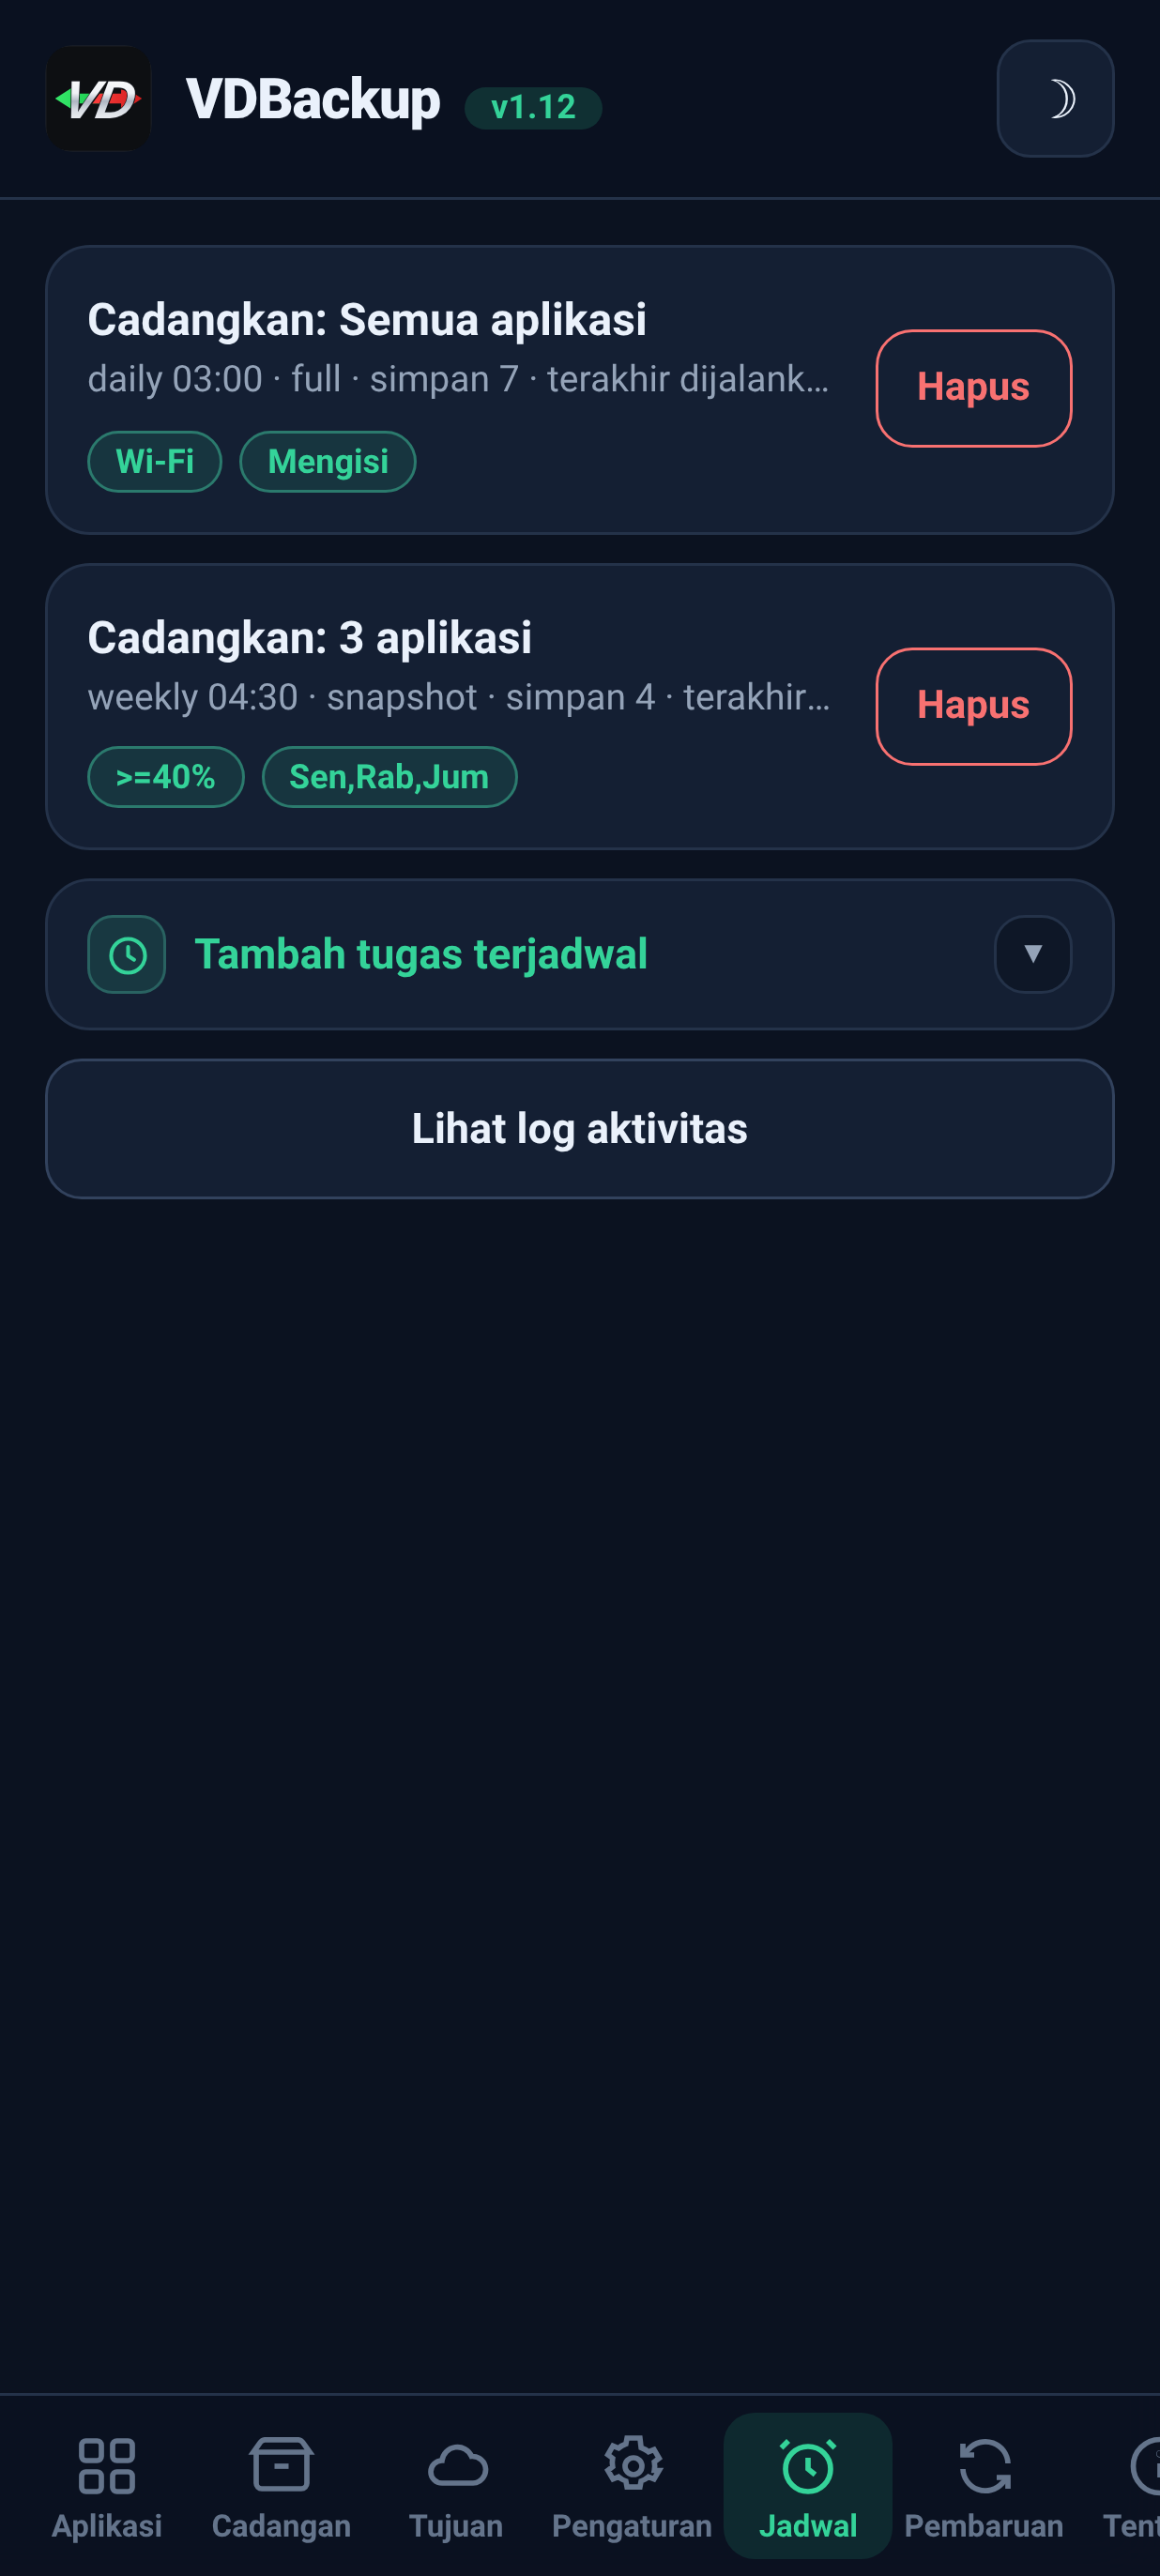 VD
VDBackup v1.12
Cadangkan: Semua aplikasi
daily 03:00 · full · simpan 7 · terakhir dijalank…
Hapus
Wi-Fi
Mengisi
Cadangkan: 3 aplikasi
weekly 04:30 · snapshot · simpan 4 · terakhir…
Hapus
>=40%
Sen,Rab,Jum
Tambah tugas terjadwal
Lihat log aktivitas
Aplikasi
Cadangan
Tujuan
Pengaturan
Jadwal
Pembaruan
Tent